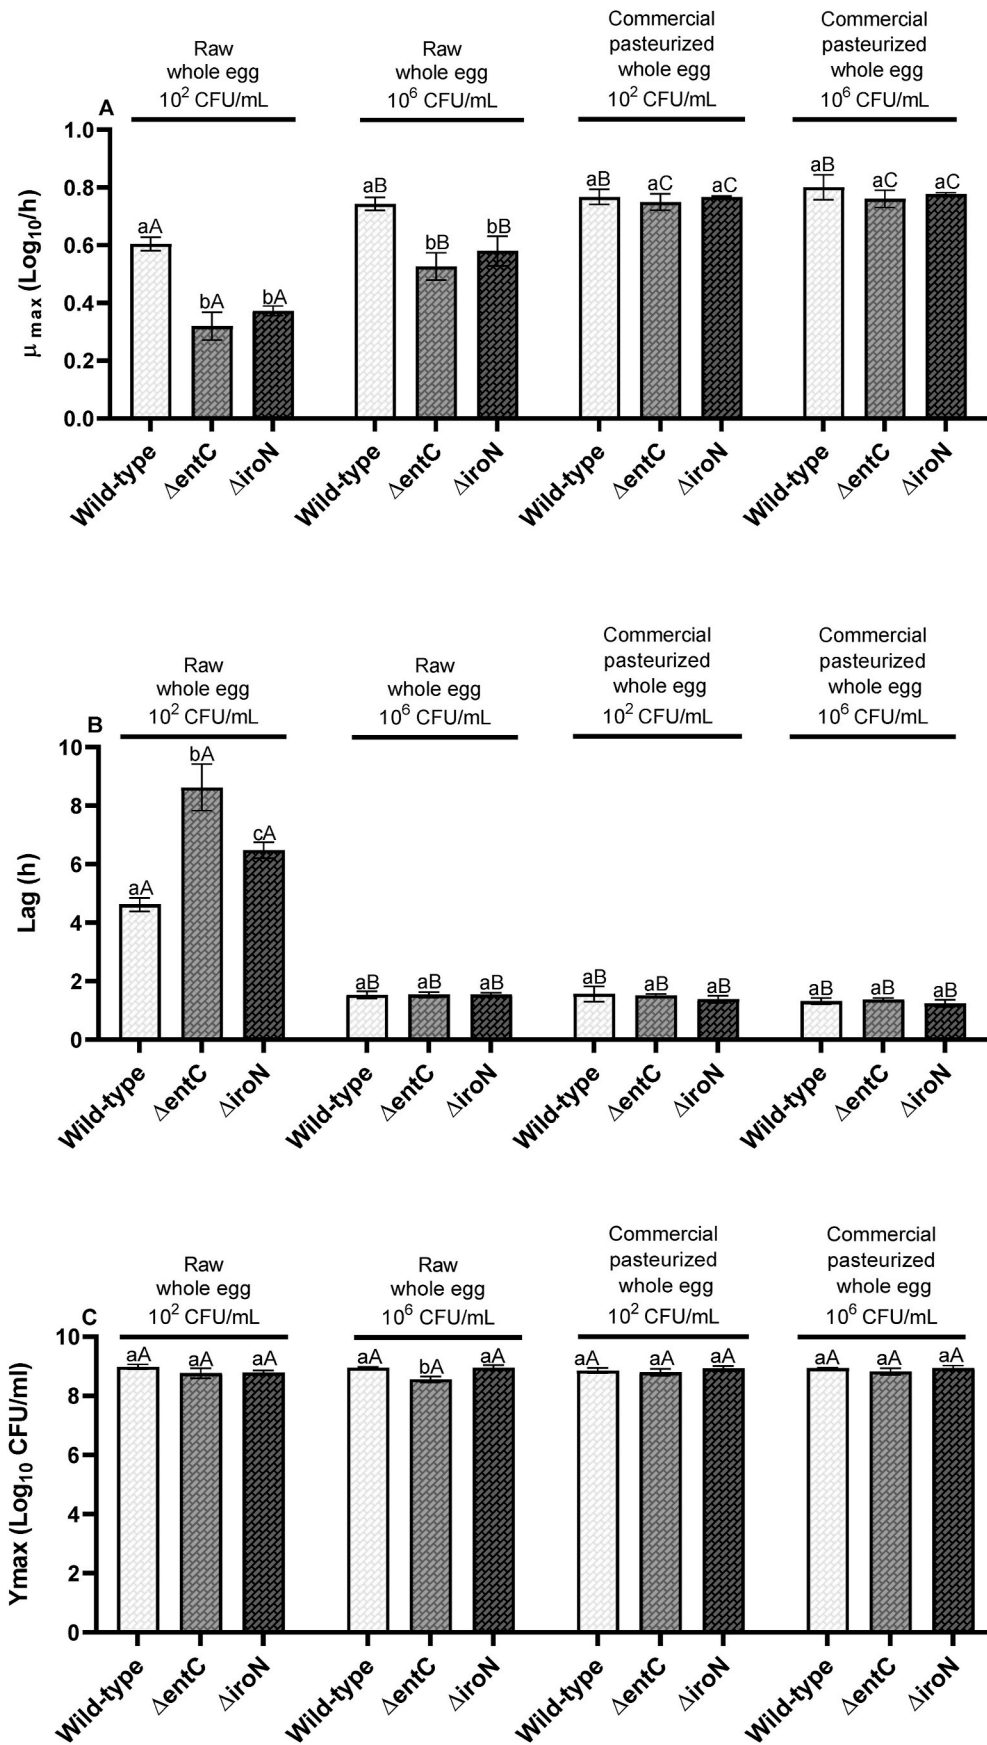 Raw
whole egg
10² CFU/mL
Raw
whole egg
10⁶ CFU/mL
Commercial
pasteurized
whole egg
10² CFU/mL
Commercial
pasteurized
whole egg
10⁶ CFU/mL
A
μ max (Log₁₀/h)
1.0
0.8
0.6
0.4
0.2
0.0
aA
bA
bA
aB
bB
bB
aB
aC
aC
aB
aC
aC
Wild-type
ΔentC
ΔiroN
Wild-type
ΔentC
ΔiroN
Wild-type
ΔentC
ΔiroN
Wild-type
ΔentC
ΔiroN
Raw
whole egg
10² CFU/mL
Raw
whole egg
10⁶ CFU/mL
Commercial
pasteurized
whole egg
10² CFU/mL
Commercial
pasteurized
whole egg
10⁶ CFU/mL
B
Lag (h)
10
8
6
4
2
0
aA
bA
cA
aB
aB
aB
aB
aB
aB
aB
aB
aB
Wild-type
ΔentC
ΔiroN
Wild-type
ΔentC
ΔiroN
Wild-type
ΔentC
ΔiroN
Wild-type
ΔentC
ΔiroN
Raw
whole egg
10² CFU/mL
Raw
whole egg
10⁶ CFU/mL
Commercial
pasteurized
whole egg
10² CFU/mL
Commercial
pasteurized
whole egg
10⁶ CFU/mL
C
Ymax (Log₁₀ CFU/ml)
10
8
6
4
2
0
aA
aA
aA
aA
bA
aA
aA
aA
aA
aA
aA
aA
Wild-type
ΔentC
ΔiroN
Wild-type
ΔentC
ΔiroN
Wild-type
ΔentC
ΔiroN
Wild-type
ΔentC
ΔiroN